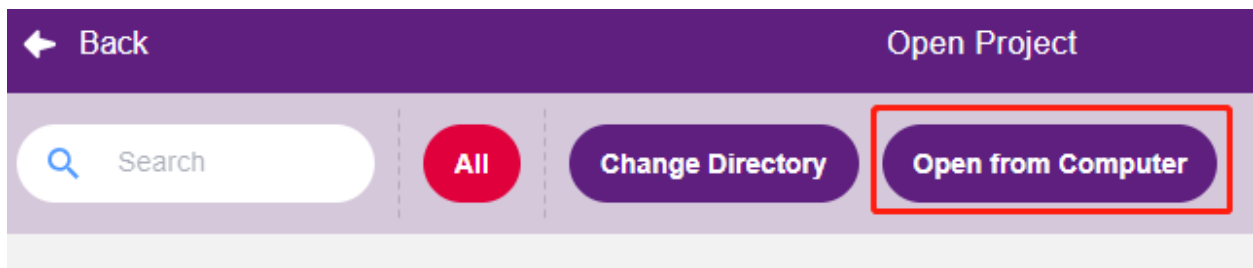 Back
Open Project
Search
All
Change Directory
Open from Computer